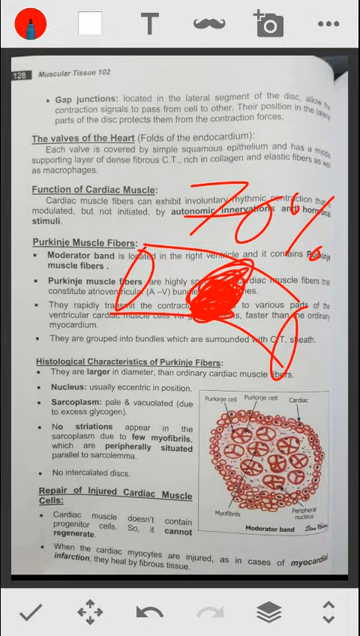 T
128 Muscular Tissue 102
• Gap junctions: located in the lateral segment of the disc, allow the
contraction signals to pass from cell to other. Their position in the lateral
parts of the disc protects them from the contraction forces.
The valves of the Heart (Folds of the endocardium):
Each valve is covered by simple squamous epithelium and has a middle
supporting layer of dense fibrous C.T., rich in collagen and elastic fibers as well
as macrophages.
Function of Cardiac Muscle:
Cardiac muscle fibers can exhibit involuntary rhythmic contraction that
modulated, but not initiated, by autonomic innervations and hormonal
stimuli.
70%
Purkinje Muscle Fibers:
• Moderator band is located in the right ventricle and it contains Purkinje
muscle fibers .
• Purkinje muscle fibers are highly cardiac muscle fibers
constitute atrioventricular (A –V)
• They rapidly transmit the to various parts of the
ventricular cardiac muscle faster than the ordinary
myocardium.
• They are grouped into bundles which are surrounded with C.T. sheath.
Histological Characteristics of Purkinje Fibers:
• They are larger in diameter, than ordinary cardiac muscle fibers.
• Nucleus: usually eccentric in position.
• Sarcoplasm: pale & vacuolated (due
to excess glycogen).
• No striations appear in the
sarcoplasm due to few myofibrils,
which are peripherally situated
parallel to sarcolemma.
• No intercalated discs.
Purkinje cell Purkinje cell Cardiac
Myofibrils
Peripheral
nucleus
Moderator band
Repair of Injured Cardiac Muscle
Cells:
• Cardiac muscle doesn't contain
progenitor cells. So, it cannot
regenerate.
• When the cardiac myocytes are injured, as in cases of myocardial
infarction, they heal by fibrous tissue.